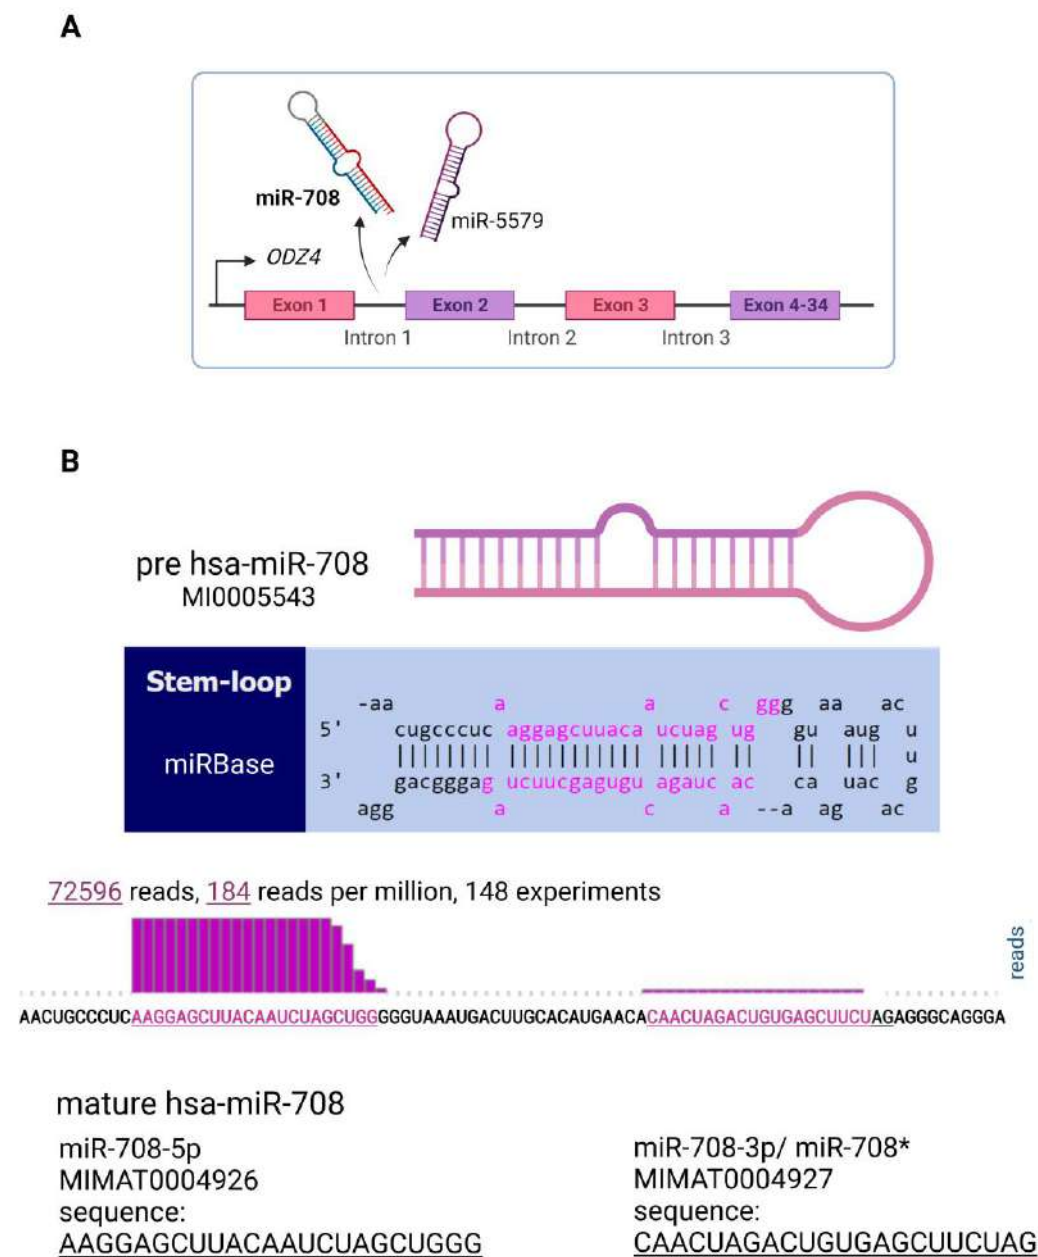 A
miR-708
miR-5579
ODZ4
Exon 1
Exon 2
Exon 3
Exon 4-34
Intron 1
Intron 2
Intron 3
B
pre hsa-miR-708
MI0005543
Stem-loop
miRBase
-aa a a c ggg aa ac
5' cugcccuc aggagcuuaca ucuag ug gu aug u
|||||||| ||||||||||| ||||| || || ||| u
3' gacgggag ucuucgagugu agauc ac ca uac g
agg a c a --a ag ac
72596 reads, 184 reads per million, 148 experiments
reads
AACUGCCCUCAAGGAGCUUACAAUCUAGCUGGGGGUAAAUGACUUGCACAUGAACACAACUAGACUGUGAGCUUCUAGAGGGCAGGGA
mature hsa-miR-708
miR-708-5p
MIMAT0004926
sequence:
AAGGAGCUUACAAUCUAGCUGGG
miR-708-3p/ miR-708*
MIMAT0004927
sequence:
CAACUAGACUGUGAGCUUCUAG